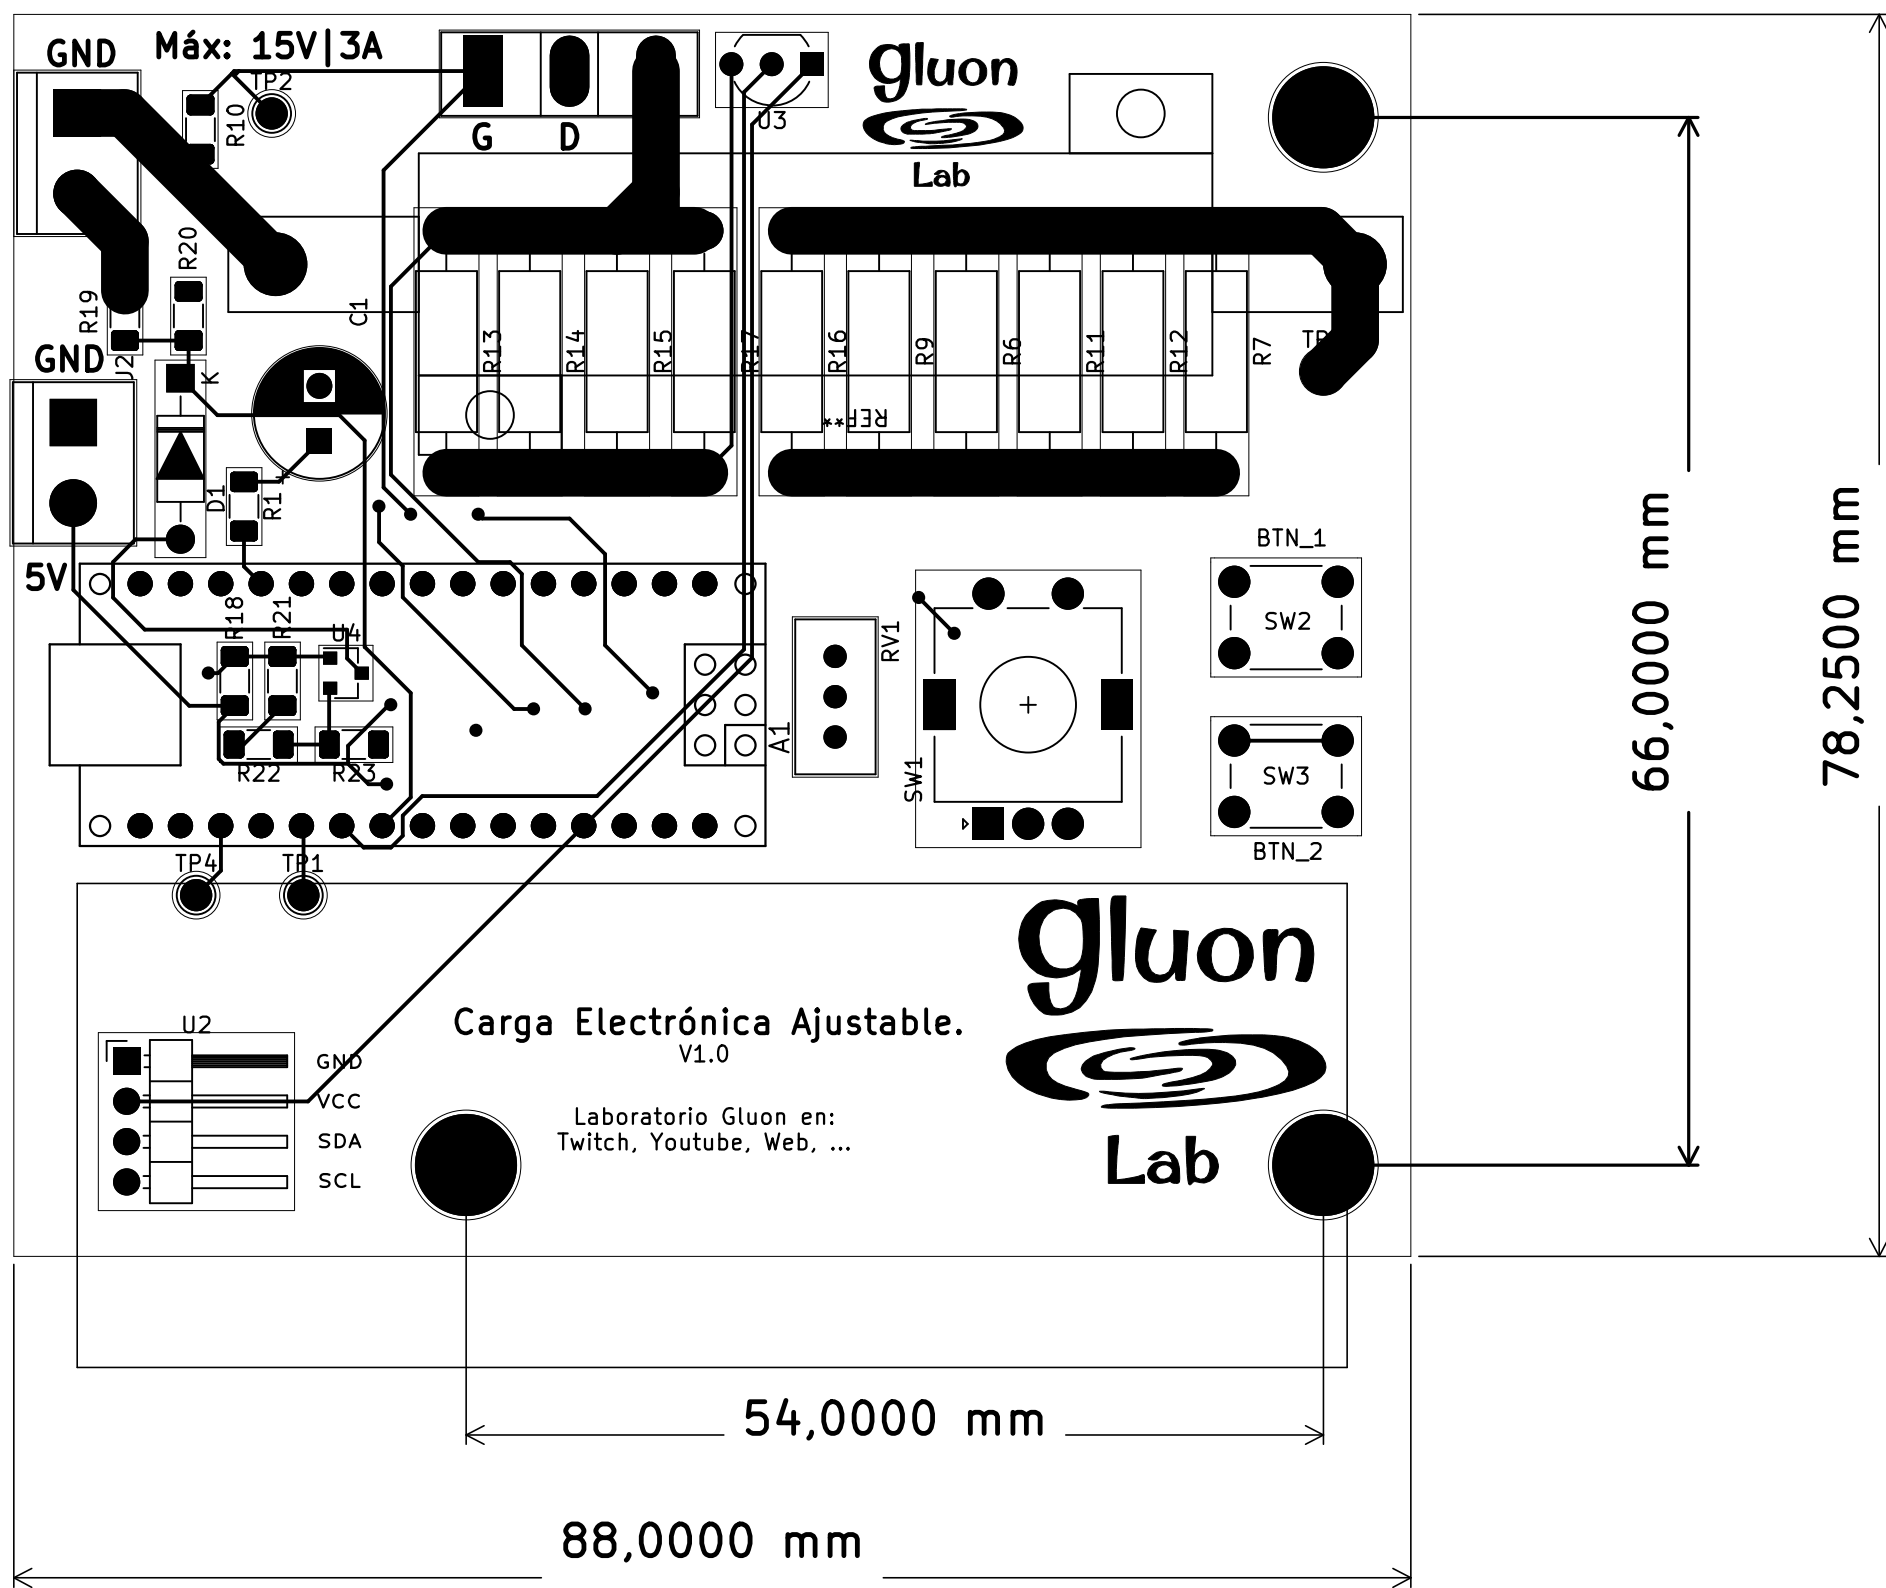 GND
Máx: 15V|3A
TP2
R10
G D
U3
gluon
Lab
R20
R19
C1
J2
GND
K
R13
R14
R15
R17
R16
R9
R6
R11
R12
R7
REF**
+
D1
R1
5V
BTN_1
SW2
R18
R21
U4
RV1
A1
SW1
SW3
BTN_2
R22
R23
TP4
TP1
66,0000 mm
78,2500 mm
gluon
Lab
Carga Electrónica Ajustable.
V1.0
Laboratorio Gluon en:
Twitch, Youtube, Web, ...
U2
GND
VCC
SDA
SCL
54,0000 mm
88,0000 mm